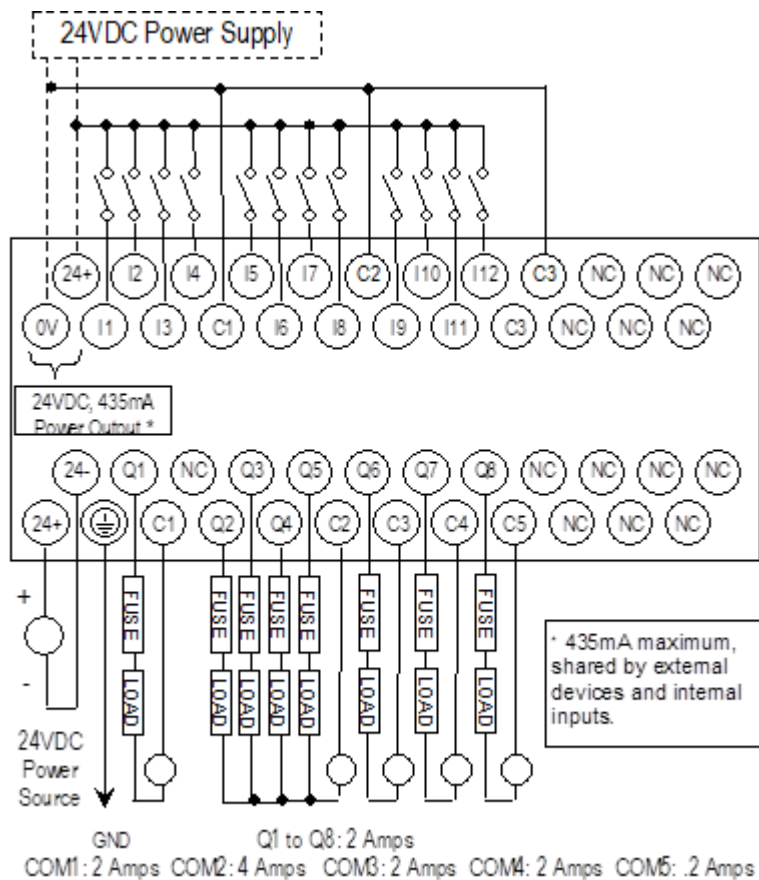 24VDC Power Supply
24+ I2 I4 I5 I7 C2 I10 I12 C3 NC NC NC
0V I1 I3 C1 I6 I8 I9 I11 C3 NC NC NC
24VDC, 435mA
Power Output *
24- Q1 NC Q3 Q5 Q6 Q7 Q8 NC NC NC NC
24+ C1 Q2 Q4 C2 C3 C4 C5 NC NC NC
+
-
FUSE FUSE FUSE FUSE FUSE FUSE FUSE FUSE
LOAD LOAD LOAD LOAD LOAD LOAD LOAD LOAD
* 435mA maximum,
shared by external
devices and internal
inputs.
24VDC
Power
Source
GND
Q1 to Q8: 2 Amps
COM1: 2 Amps COM2: 4 Amps COM3: 2 Amps COM4: 2 Amps COM5: .2 Amps